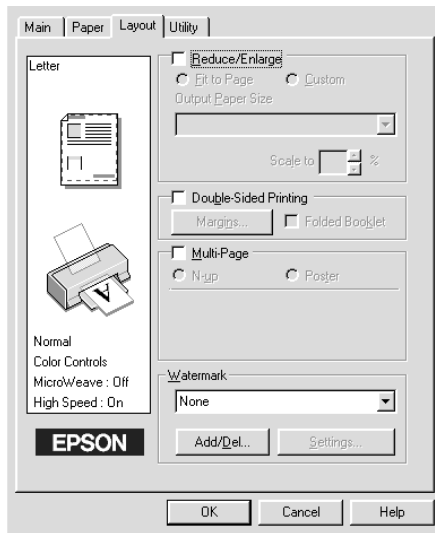 Main Paper Layout Utility
Letter
Reduce/Enlarge
Fit to Page Custom
Output Paper Size
Scale to %
Double-Sided Printing
Margins... Folded Booklet
Multi-Page
N-up Poster
A
Normal
Color Controls
MicroWeave : Off
High Speed : On
EPSON
Watermark
None
Add/Del... Settings...
OK Cancel Help